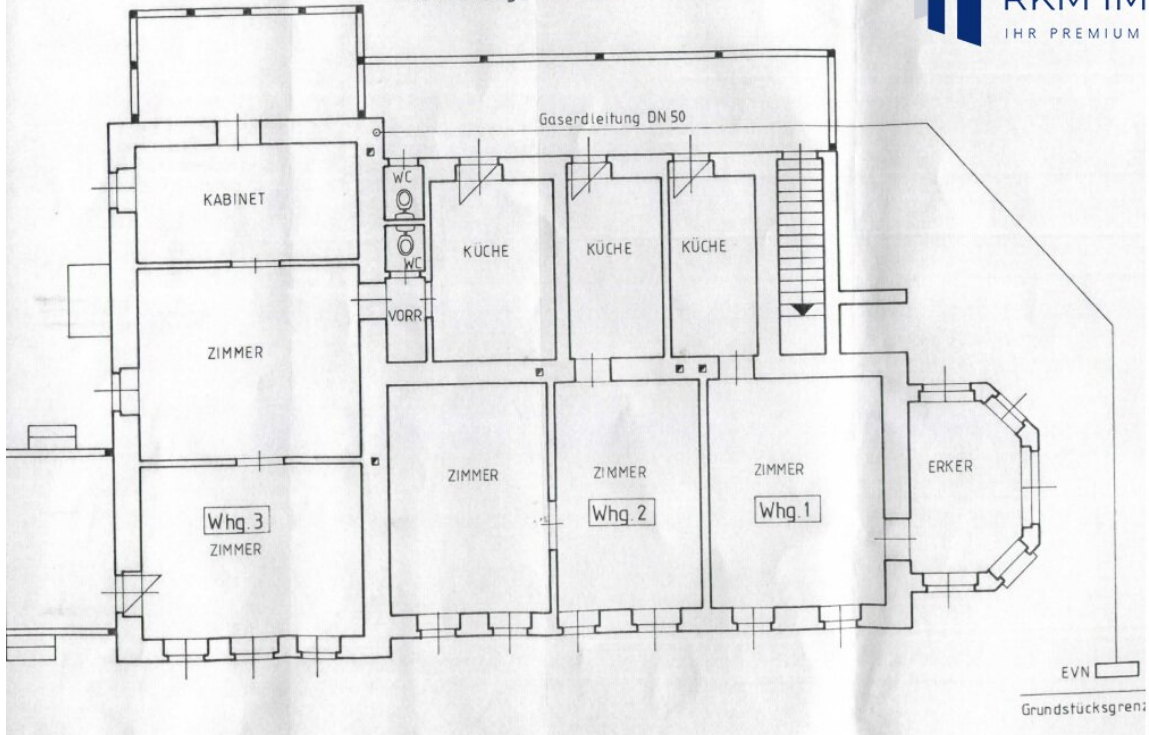 RKM IM
IHR PREMIUM
Gaserdleitung DN 50
KABINET
WC
WC
VORR.
KÜCHE
KÜCHE
KÜCHE
ZIMMER
ZIMMER
ZIMMER
ZIMMER
ERKER
Whg.3
ZIMMER
Whg.2
Whg.1
EVN
Grundstücksgrenz